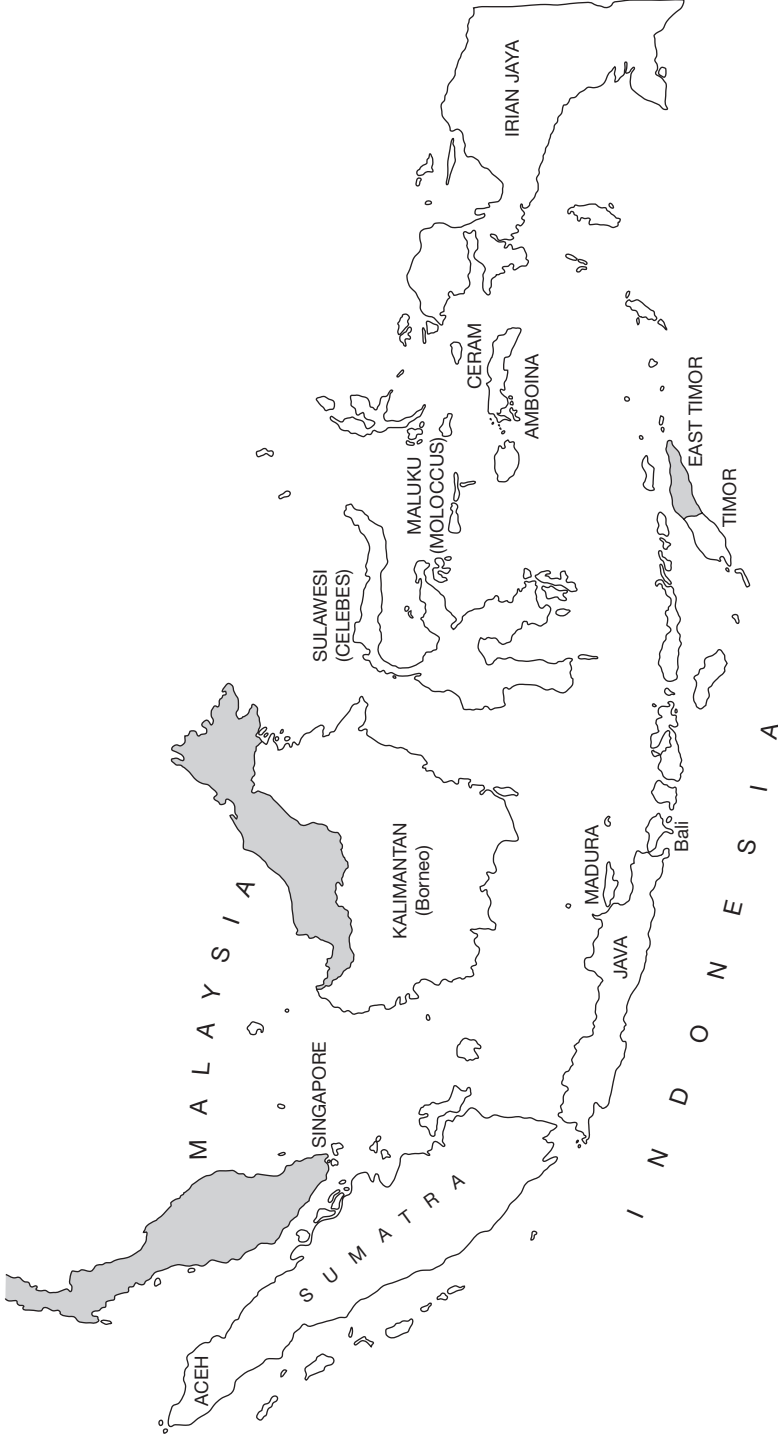 MALAYSIA
SINGAPORE
ACEH
SUMATRA
KALIMANTAN
(Borneo)
SULAWESI
(CELEBES)
MALUKU
(MOLOCCUS)
CERAM
AMBOINA
IRIAN JAYA
MADURA
JAVA
Bali
EAST TIMOR
TIMOR
INDONESIA